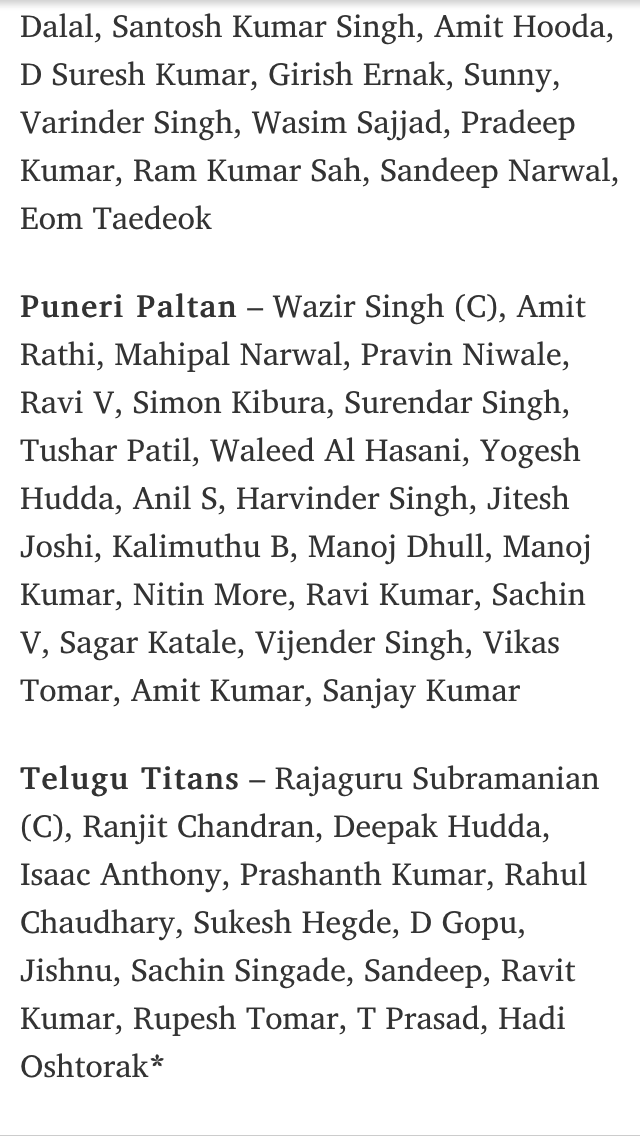 Dalal, Santosh Kumar Singh, Amit Hooda,
D Suresh Kumar, Girish Ernak, Sunny,
Varinder Singh, Wasim Sajjad, Pradeep
Kumar, Ram Kumar Sah, Sandeep Narwal,
Eom Taedeok
Puneri Paltan – Wazir Singh (C), Amit
Rathi, Mahipal Narwal, Pravin Niwale,
Ravi V, Simon Kibura, Surendar Singh,
Tushar Patil, Waleed Al Hasani, Yogesh
Hudda, Anil S, Harvinder Singh, Jitesh
Joshi, Kalimuthu B, Manoj Dhull, Manoj
Kumar, Nitin More, Ravi Kumar, Sachin
V, Sagar Katale, Vijender Singh, Vikas
Tomar, Amit Kumar, Sanjay Kumar
Telugu Titans – Rajaguru Subramanian
(C), Ranjit Chandran, Deepak Hudda,
Isaac Anthony, Prashanth Kumar, Rahul
Chaudhary, Sukesh Hegde, D Gopu,
Jishnu, Sachin Singade, Sandeep, Ravit
Kumar, Rupesh Tomar, T Prasad, Hadi
Oshtorak*